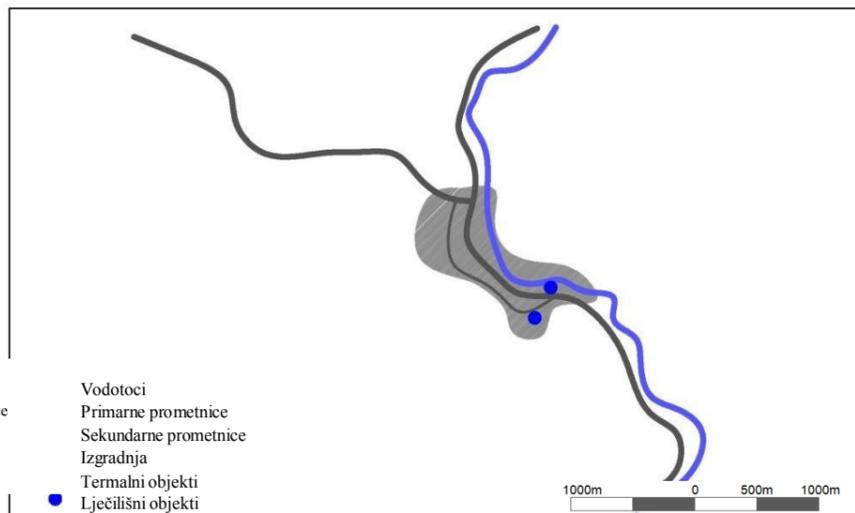 Vodotoci
Primarne prometnice
Sekundarne prometnice
Izgradnja
Termalni objekti
Lječilišni objekti
1000m 0 500m 1000m